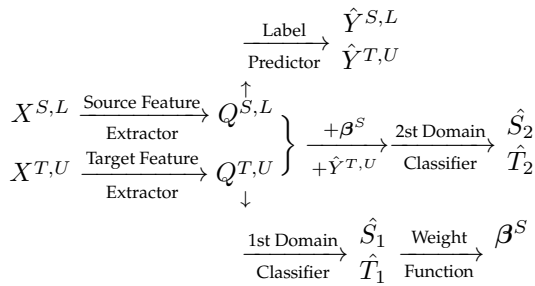 Label Predictor Ŷ^{S,L} Ŷ^{T,U}
↑
X^{S,L} Source Feature Extractor Q^{S,L}
X^{T,U} Target Feature Extractor Q^{T,U}
} +β^S +Ŷ^{T,U} 2st Domain Classifier Ŝ_2 T̂_2
↓
1st Domain Classifier Ŝ_1 T̂_1 Weight Function β^S